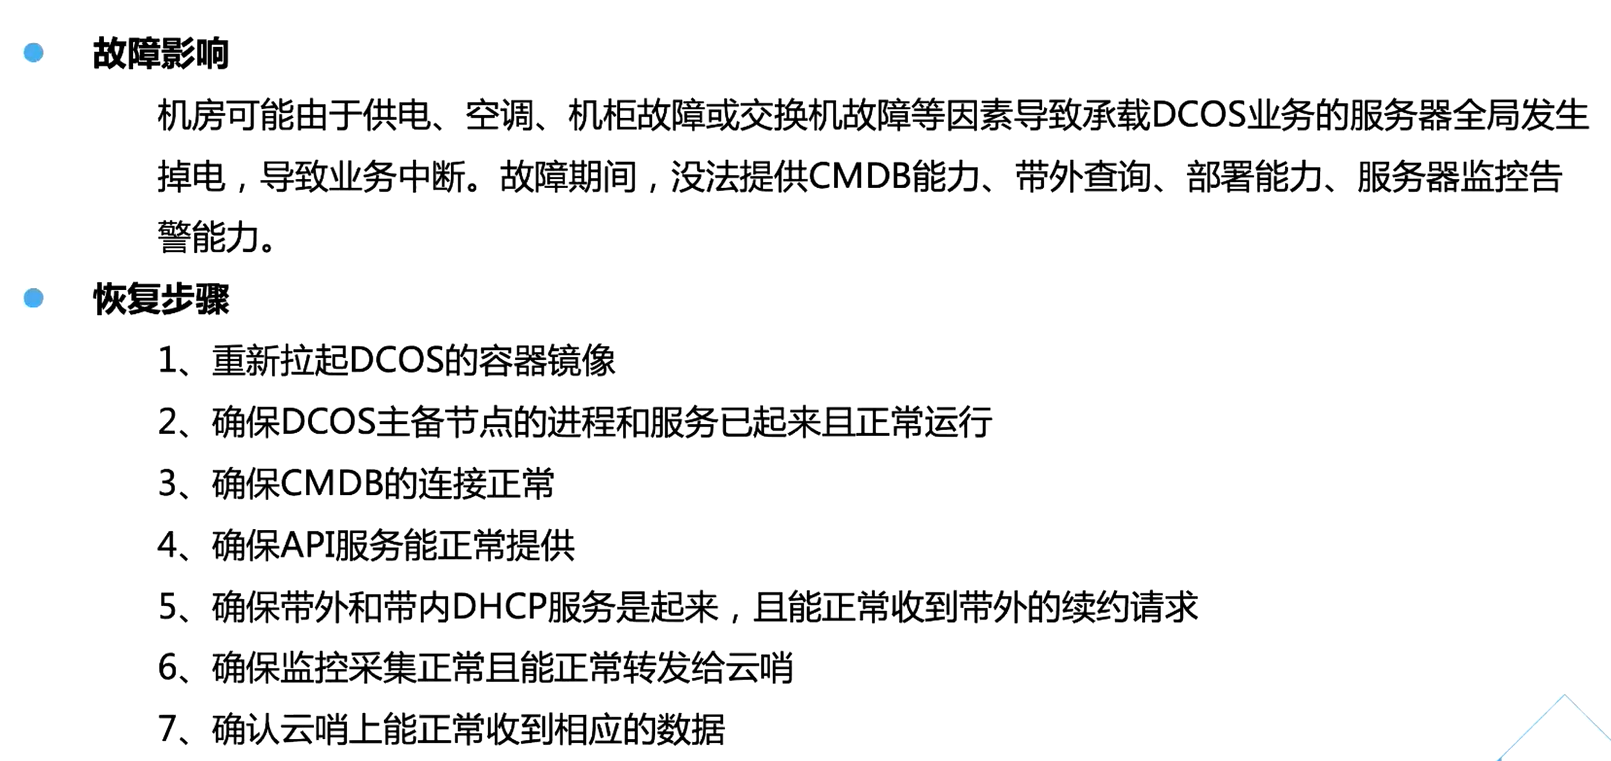 故障影响
机房可能由于供电、空调、机柜故障或交换机故障等因素导致承载DCOS业务的服务器全局发生
掉电，导致业务中断。故障期间，没法提供CMDB能力、带外查询、部署能力、服务器监控告
警能力。
恢复步骤
1、重新拉起DCOS的容器镜像
2、确保DCOS主备节点的进程和服务已起来且正常运行
3、确保CMDB的连接正常
4、确保API服务能正常提供
5、确保带外和带内DHCP服务是起来，且能正常收到带外的续约请求
6、确保监控采集正常且能正常转发给云哨
7、确认云哨上能正常收到相应的数据